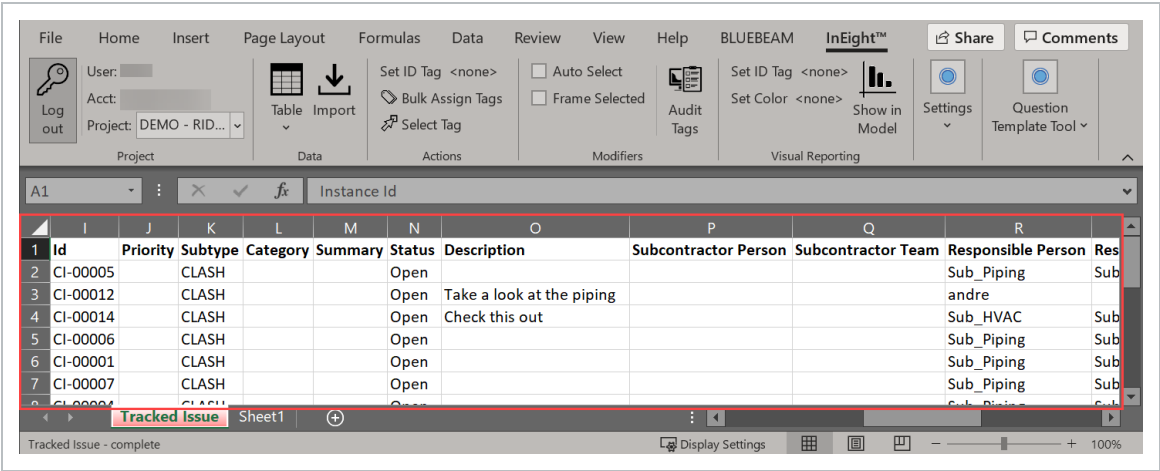 File Home Insert Page Layout Formulas Data Review View Help BLUEBEAM InEight™ Share Comments
Log out
User:
Acct:
Project: DEMO - RID...
Project
Table Import
Data
Set ID Tag <none>
Bulk Assign Tags
Select Tag
Actions
Auto Select
Frame Selected
Audit Tags
Modifiers
Set ID Tag <none>
Set Color <none>
Show in Model
Visual Reporting
Settings
Question Template Tool
A1 fx Instance Id
I J K L M N O P Q R
1 Id Priority Subtype Category Summary Status Description Subcontractor Person Subcontractor Team Responsible Person Res
2 CI-00005 CLASH Open Sub_Piping Sub
3 CI-00012 CLASH Open Take a look at the piping andre
4 CI-00014 CLASH Open Check this out Sub_HVAC Sub
5 CI-00006 CLASH Open Sub_Piping Sub
6 CI-00001 CLASH Open Sub_Piping Sub
7 CI-00007 CLASH Open Sub_Piping Sub
Tracked Issue Sheet1
Tracked Issue - complete Display Settings 100%